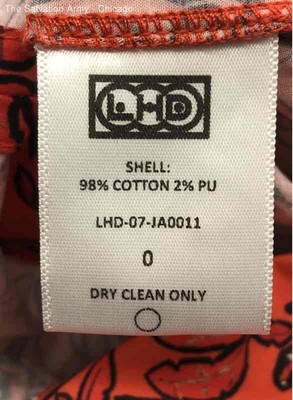 The Salvation Army - Chicago
LHD
SHELL:
98% COTTON 2% PU
LHD-07-JA0011
0
DRY CLEAN ONLY